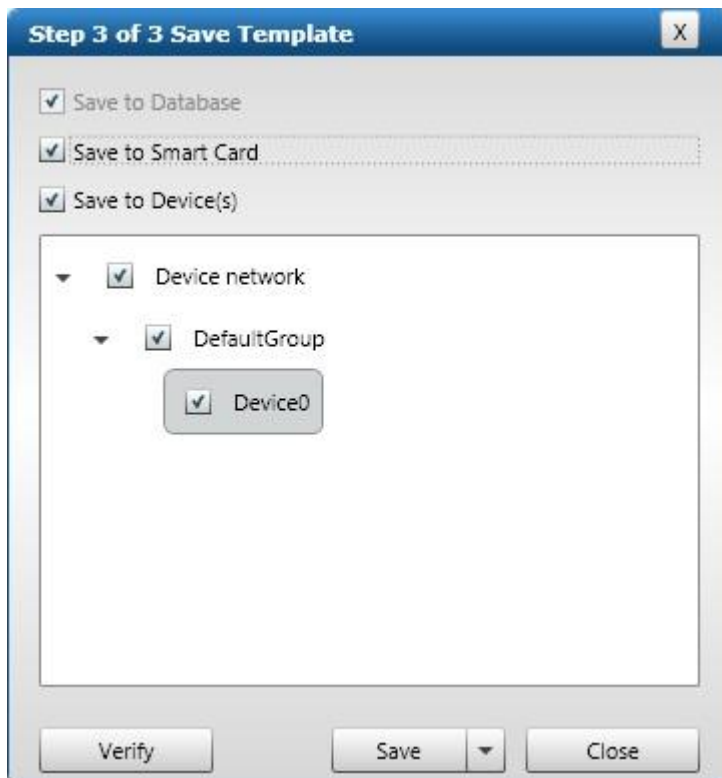 Step 3 of 3 Save Template
X
Save to Database
Save to Smart Card
Save to Device(s)
Device network
DefaultGroup
Device0
Verify
Save
Close